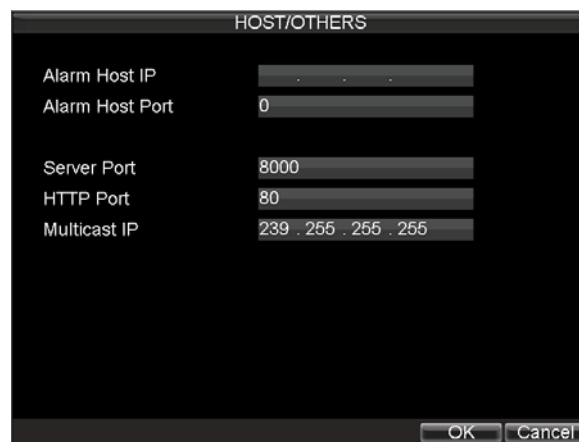 HOST/OTHERS
Alarm Host IP . . .
Alarm Host Port 0
Server Port 8000
HTTP Port 80
Multicast IP 239 . 255 . 255 . 255
OK Cancel